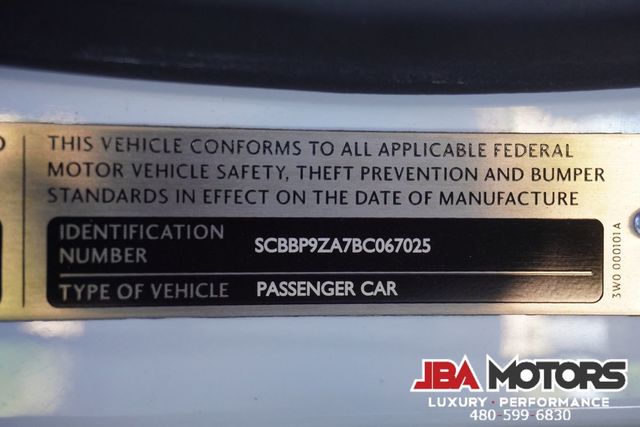 THIS VEHICLE CONFORMS TO ALL APPLICABLE FEDERAL
MOTOR VEHICLE SAFETY, THEFT PREVENTION AND BUMPER
STANDARDS IN EFFECT ON THE DATE OF MANUFACTURE
IDENTIFICATION
NUMBER
SCBBP9ZA7BC067025
TYPE OF VEHICLE
PASSENGER CAR
3W0 000101A
JBA MOTORS
LUXURY · PERFORMANCE
480-599-6830